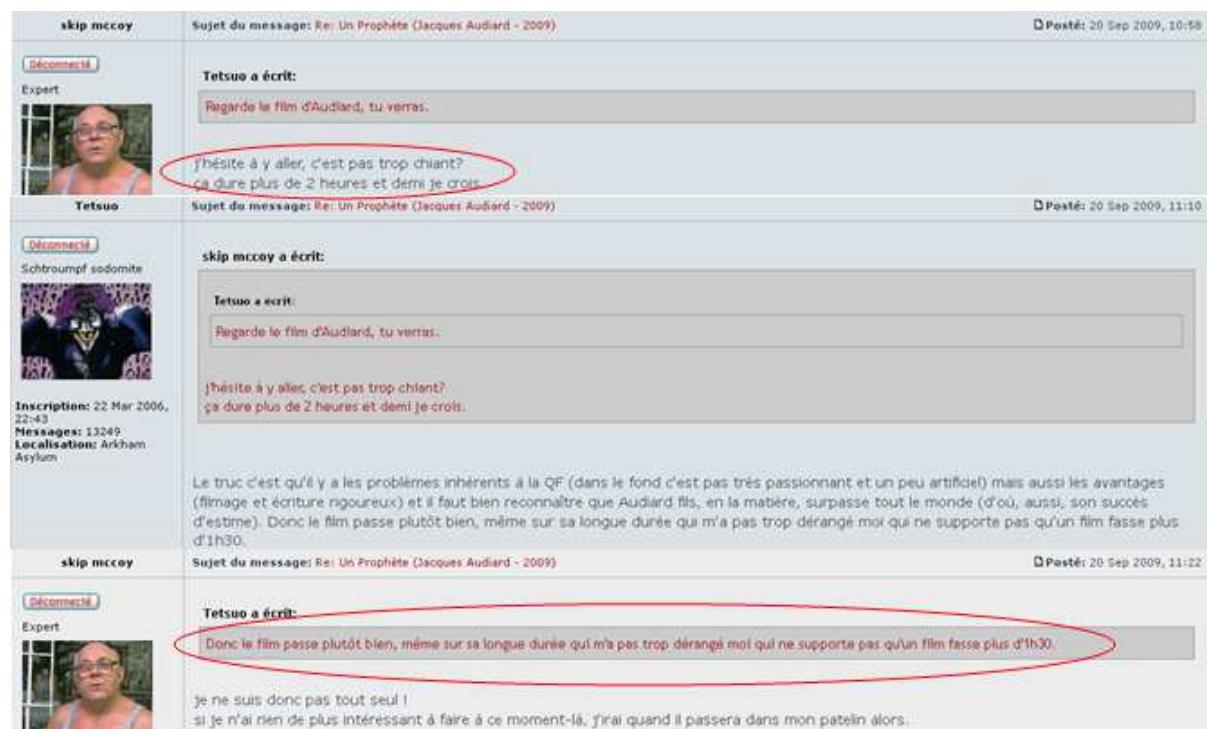 skip mccoy
Sujet du message: Re: Un Prophète (Jacques Audiard - 2009)
Posté: 20 Sep 2009, 10:58
Déconnecté
Expert
Tetsuo a écrit:
Regarde le film d'Audiard, tu verras.
j'hésite à y aller, c'est pas trop chiant?
ça dure plus de 2 heures et demi je crois.
Tetsuo
Sujet du message: Re: Un Prophète (Jacques Audiard - 2009)
Posté: 20 Sep 2009, 11:10
Déconnecté
Schtroumpf sodomite
Inscription: 22 Mar 2006,
22:43
Messages: 13249
Localisation: Arkham
Asylum
skip mccoy a écrit:
Tetsuo a écrit:
Regarde le film d'Audiard, tu verras.
j'hésite à y aller, c'est pas trop chiant?
ça dure plus de 2 heures et demi je crois.
Le truc c'est qu'il y a les problèmes inhérents à la QF (dans le fond c'est pas très passionnant et un peu artificiel) mais aussi les avantages
(filmage et écriture rigoureux) et il faut bien reconnaître que Audiard fils, en la matière, surpasse tout le monde (d'où, aussi, son succès
d'estime). Donc le film passe plutôt bien, même sur sa longue durée qui m'a pas trop dérangé moi qui ne supporte pas qu'un film fasse plus
d'1h30.
skip mccoy
Sujet du message: Re: Un Prophète (Jacques Audiard - 2009)
Posté: 20 Sep 2009, 11:22
Déconnecté
Expert
Tetsuo a écrit:
Donc le film passe plutôt bien, même sur sa longue durée qui m'a pas trop dérangé moi qui ne supporte pas qu'un film fasse plus d'1h30.
je ne suis donc pas tout seul !
si je n'ai rien de plus intéressant à faire à ce moment-là, j'irai quand il passera dans mon patelin alors.